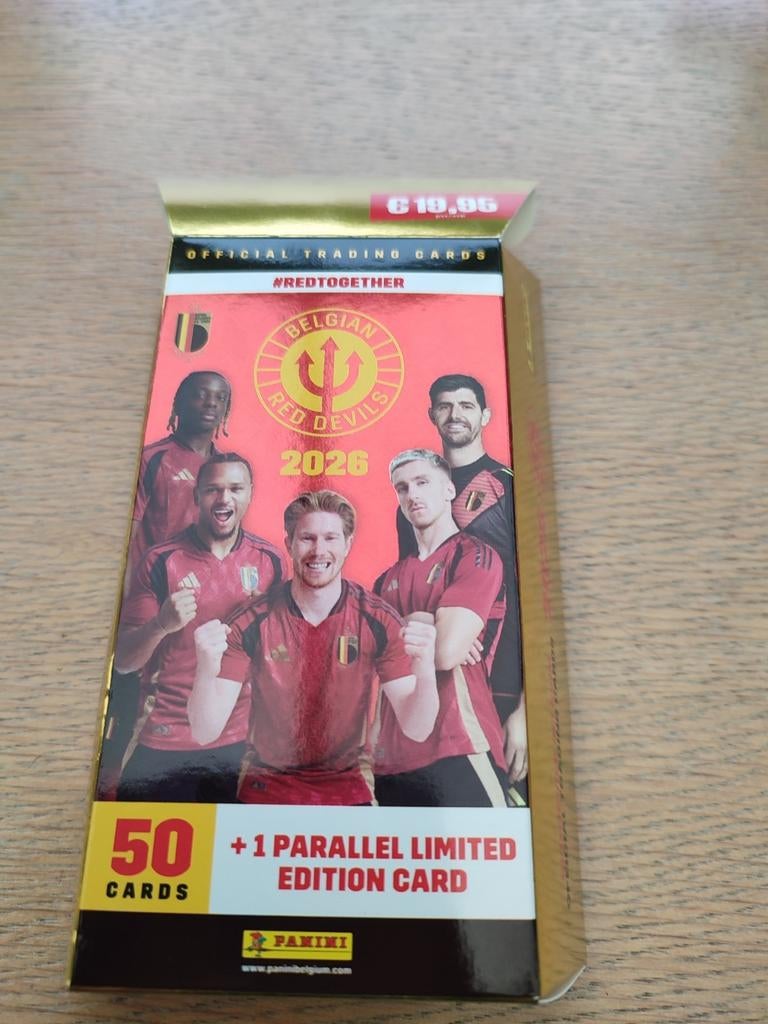 € 19,95
OFFICIAL TRADING CARDS
#REDTOGETHER
BELGIAN
RED DEVILS
2026
50
CARDS
+ 1 PARALLEL LIMITED
EDITION CARD
PANINI
www.paninibelgium.com